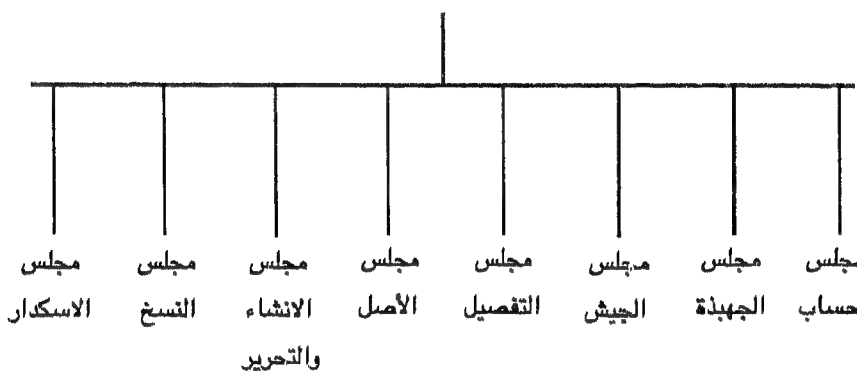 مجلس
حساب
مجلس
الجهبذة
مجلس
الجيش
مجلس
التفصيل
مجلس
الأصل
مجلس
الانشاء
والتحرير
مجلس
النسخ
مجلس
الاسكدار